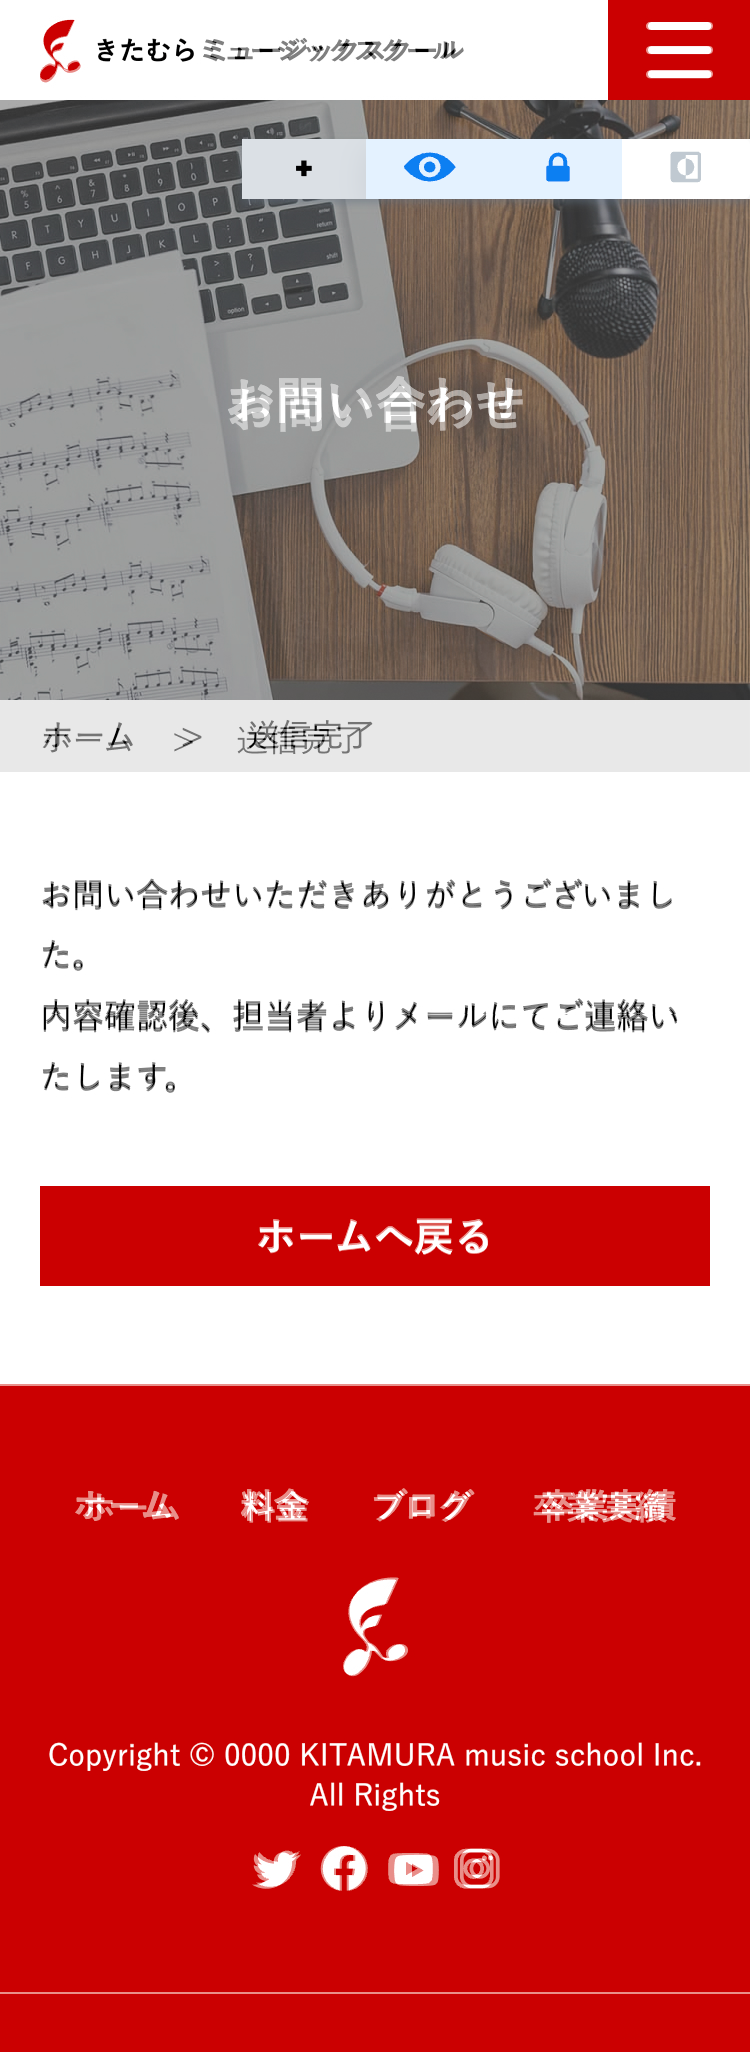 きたむらミュージックスクール
お問い合わせ
ホーム ＞ 送信完了
お問い合わせいただきありがとうございまし
た。
内容確認後、担当者よりメールにてご連絡い
たします。
ホームへ戻る
ホーム 料金 ブログ 卒業実績
Copyright © 0000 KITAMURA music school Inc.
All Rights